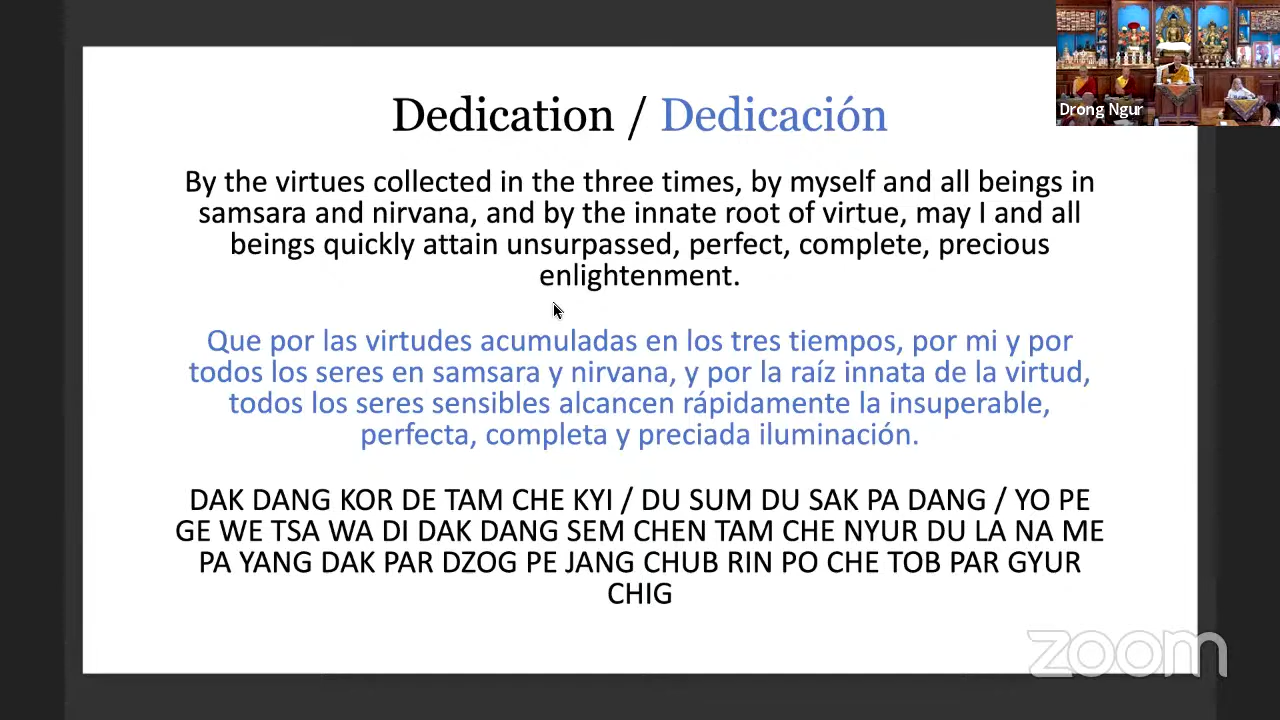 Dedication / Dedicación
Drong Ngur
By the virtues collected in the three times, by myself and all beings in
samsara and nirvana, and by the innate root of virtue, may I and all
beings quickly attain unsurpassed, perfect, complete, precious
enlightenment.
Que por las virtudes acumuladas en los tres tiempos, por mi y por
todos los seres en samsara y nirvana, y por la raíz innata de la virtud,
todos los seres sensibles alcancen rápidamente la insuperable,
perfecta, completa y preciada iluminación.
DAK DANG KOR DE TAM CHE KYI / DU SUM DU SAK PA DANG / YO PE
GE WE TSA WA DI DAK DANG SEM CHEN TAM CHE NYUR DU LA NA ME
PA YANG DAK PAR DZOG PE JANG CHUB RIN PO CHE TOB PAR GYUR
CHIG
zoom